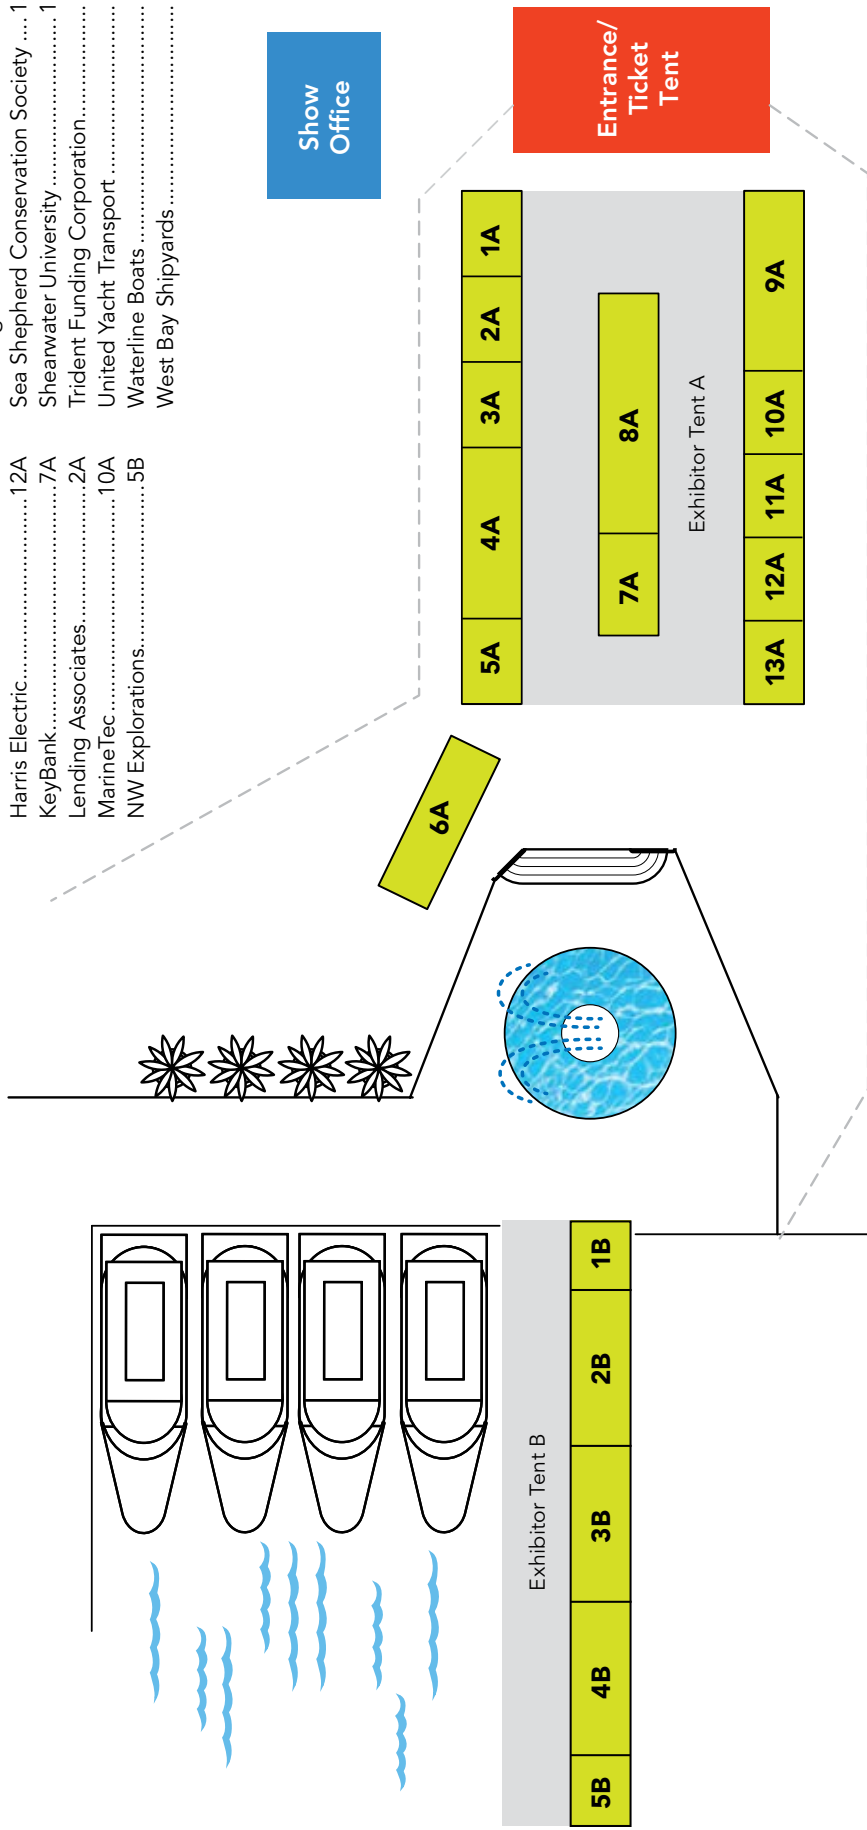 Harris Electric..............................12A
KeyBank.......................................7A
Lending Associates......................2A
MarineTec..................................10A
NW Explorations.........................5B
Sea Shepherd Conservation Society ....1
Shearwater University.........................1
Trident Funding Corporation
United Yacht Transport
Waterline Boats
West Bay Shipyards
Show
Office
Entrance/
Ticket
Tent
1A
2A
3A
4A
5A
6A
7A
8A
Exhibitor Tent A
9A
10A
11A
12A
13A
Exhibitor Tent B
1B
2B
3B
4B
5B